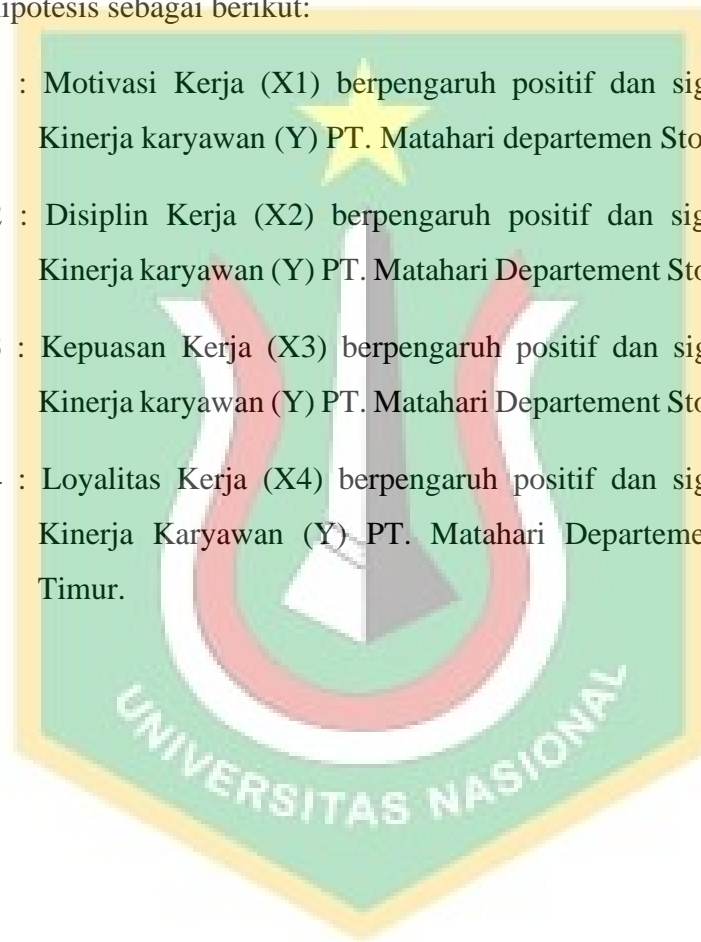 ipotesis sebagai berikut:
: Motivasi Kerja (X1) berpengaruh positif dan sig
Kinerja karyawan (Y) PT. Matahari departemen Sto
: Disiplin Kerja (X2) berpengaruh positif dan sig
Kinerja karyawan (Y) PT. Matahari Departement Sto
: Kepuasan Kerja (X3) berpengaruh positif dan sig
Kinerja karyawan (Y) PT. Matahari Departement Sto
: Loyalitas Kerja (X4) berpengaruh positif dan sig
Kinerja Karyawan (Y) PT. Matahari Departeme
Timur.
UNIVERSITAS NASIONAL